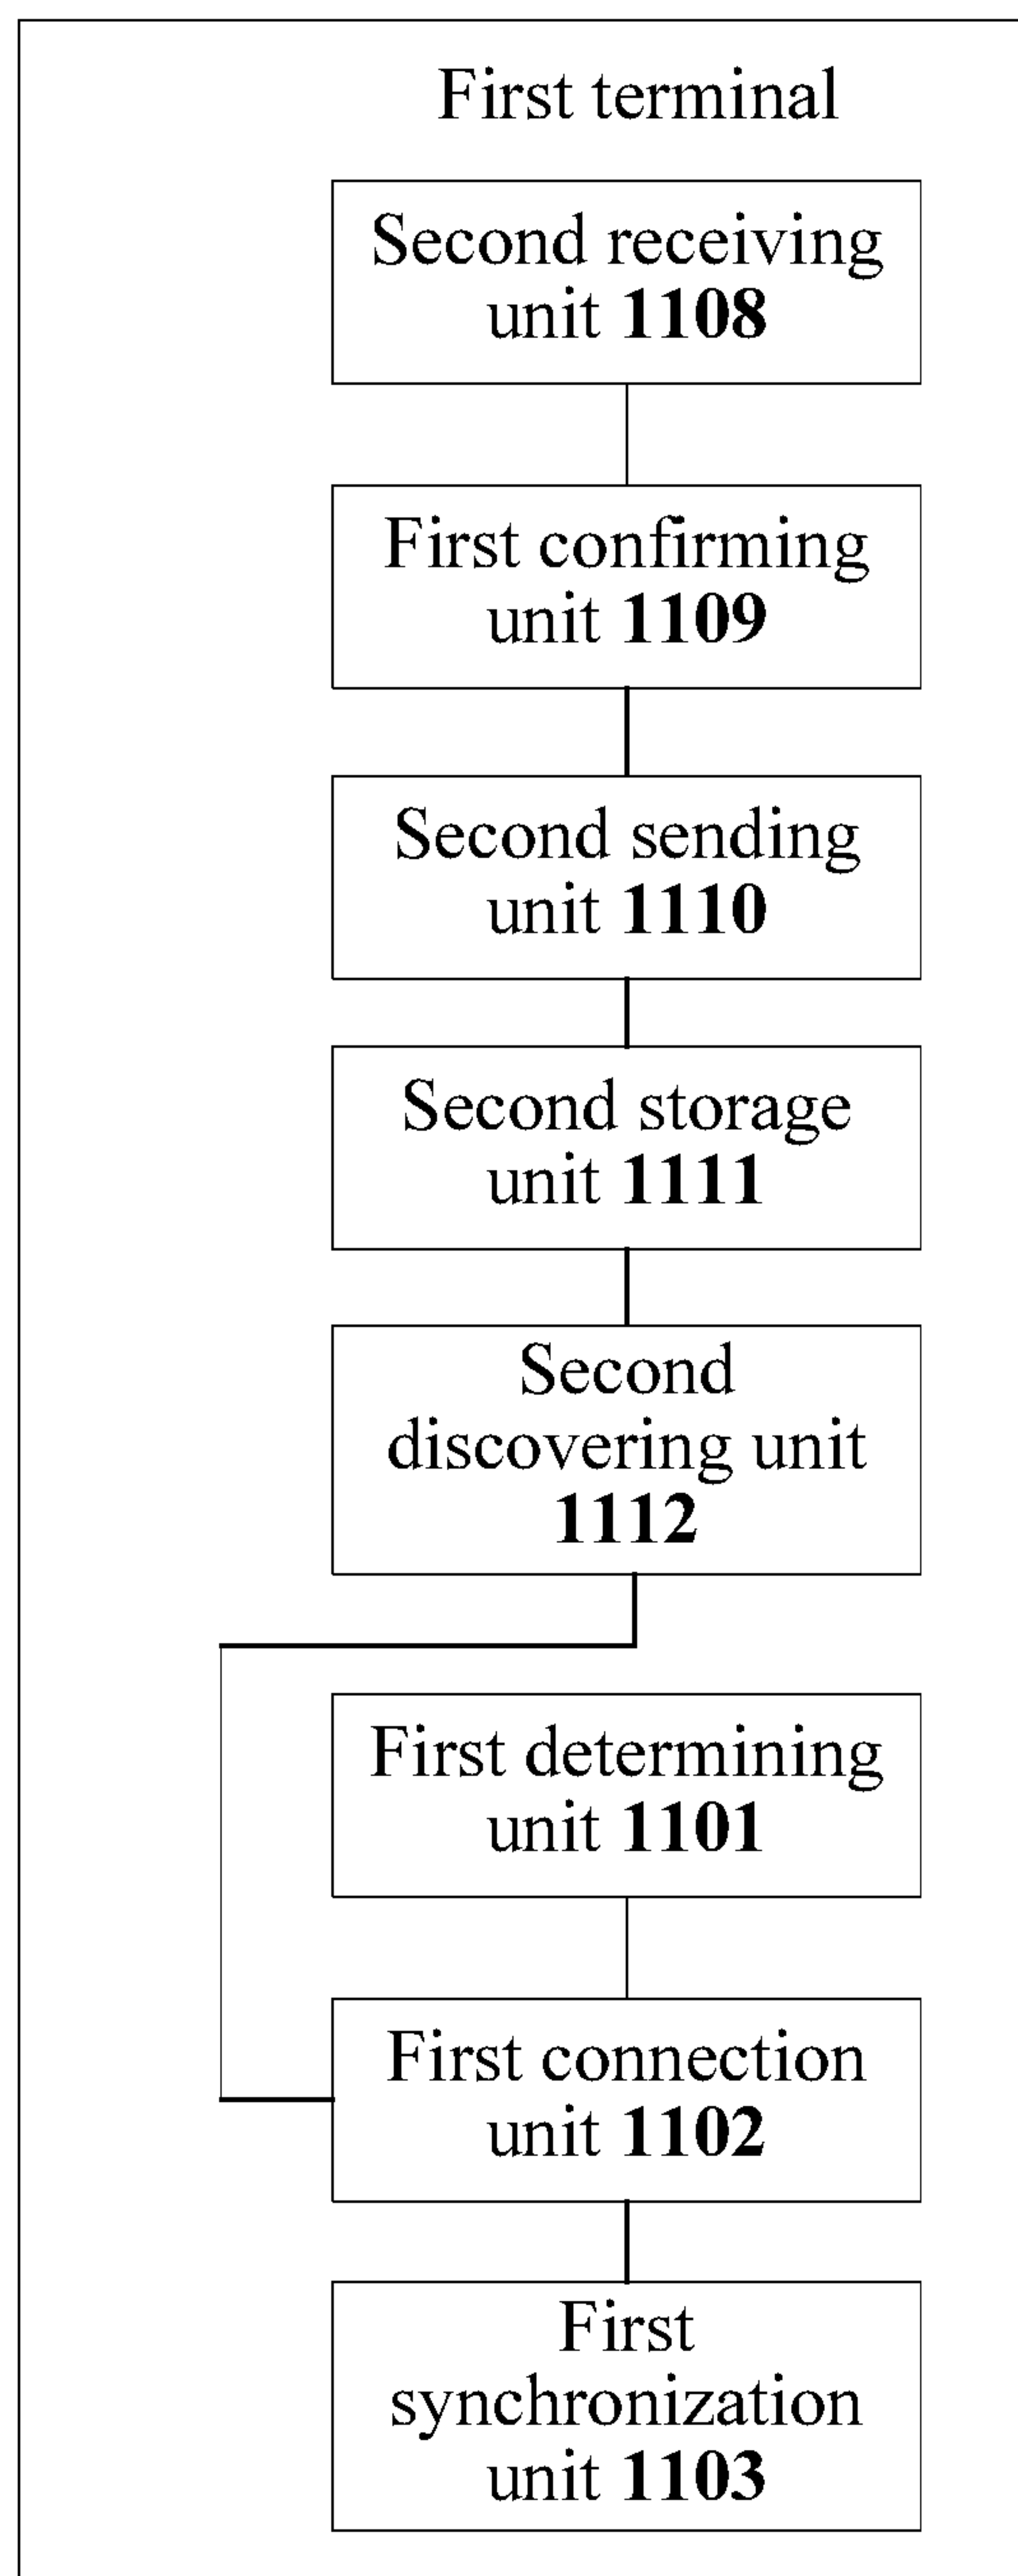 First terminal
Second receiving
unit 1108
First confirming
unit 1109
Second sending
unit 1110
Second storage
unit 1111
Second
discovering unit
1112
First determining
unit 1101
First connection
unit 1102
First
synchronization
unit 1103